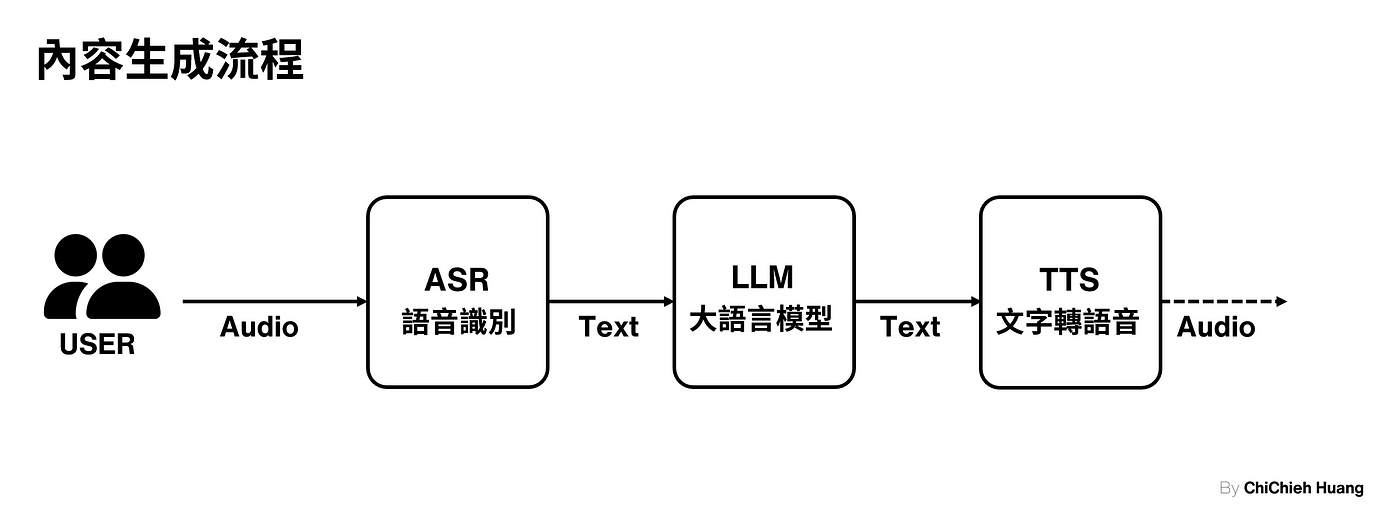 內容生成流程
USER
Audio
ASR
語音識別
Text
LLM
大語言模型
Text
TTS
文字轉語音
Audio
By ChiChieh Huang